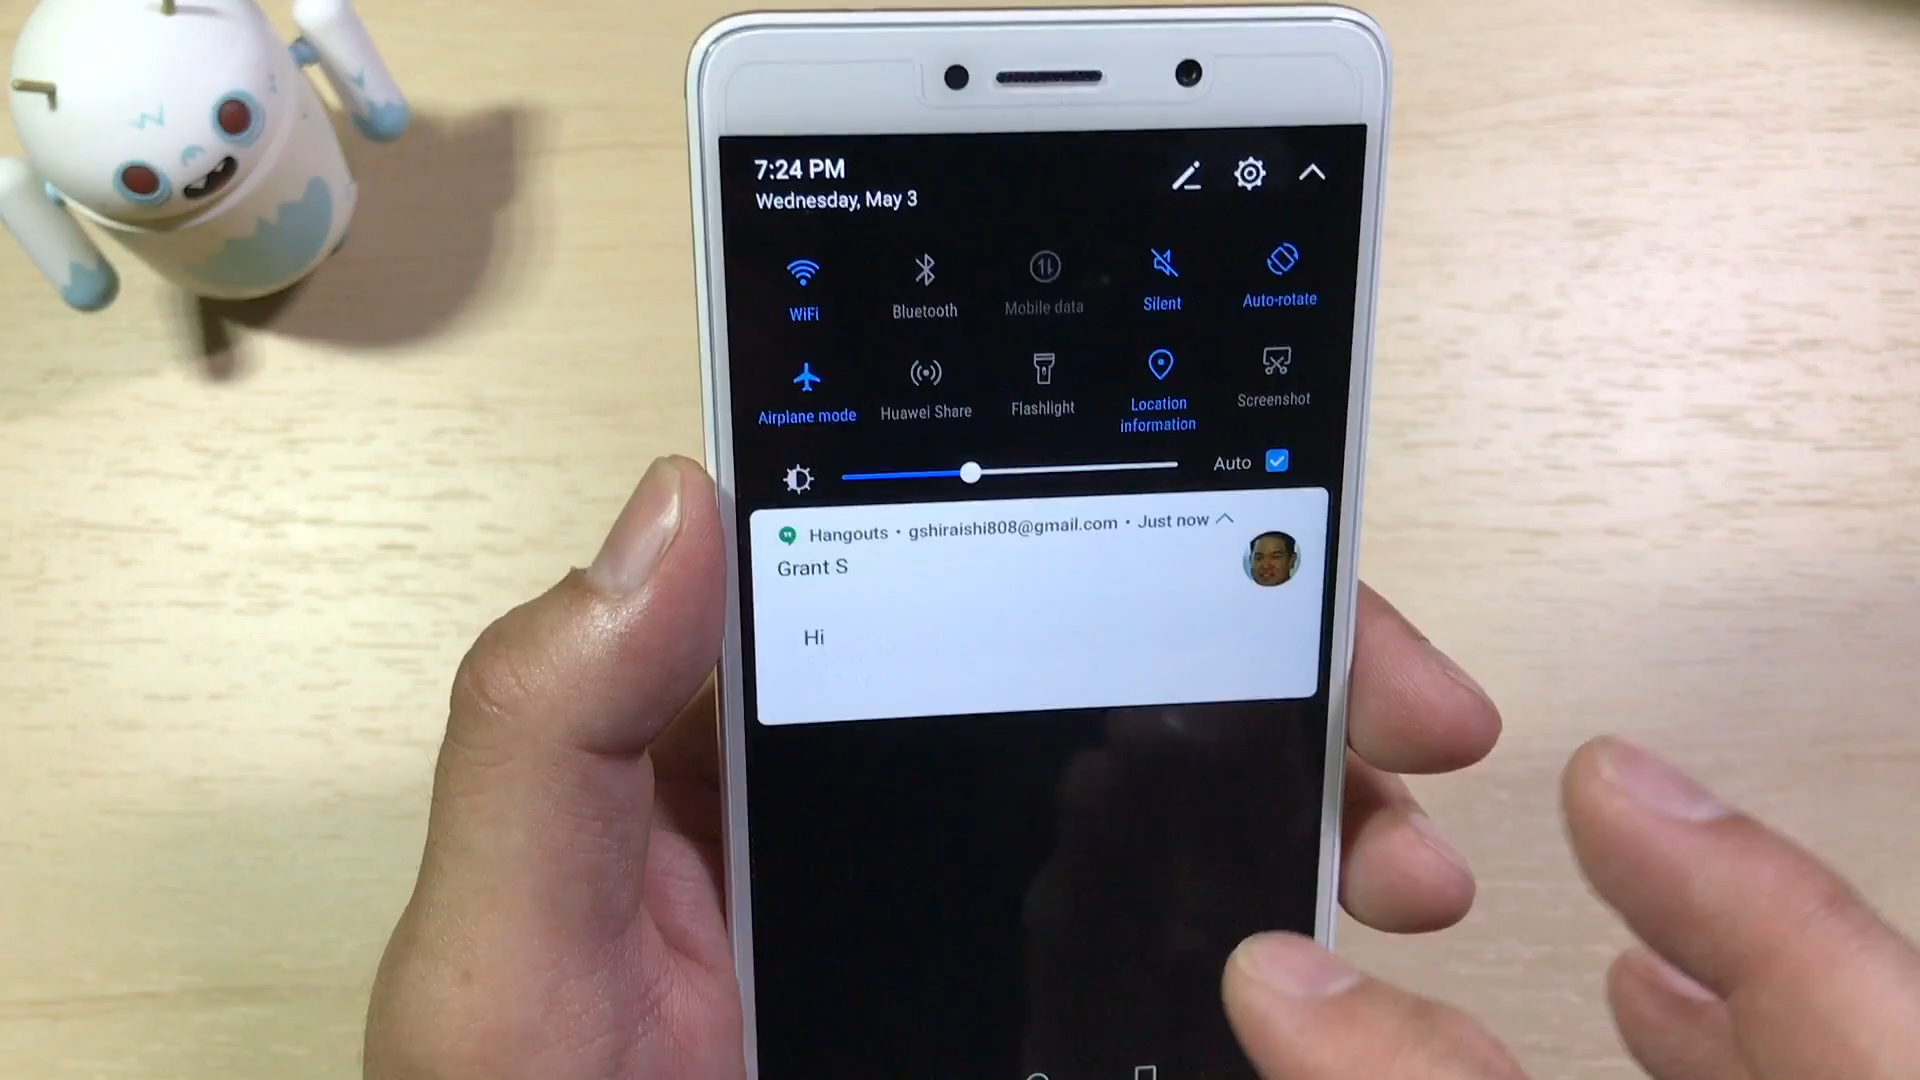 7:24 PM
Wednesday, May 3
WiFi
Bluetooth
Mobile data
Silent
Auto-rotate
Airplane mode
Huawei Share
Flashlight
Location
information
Screenshot
Auto
Hangouts • gshiraishi808@gmail.com • Just now
Grant S
Hi